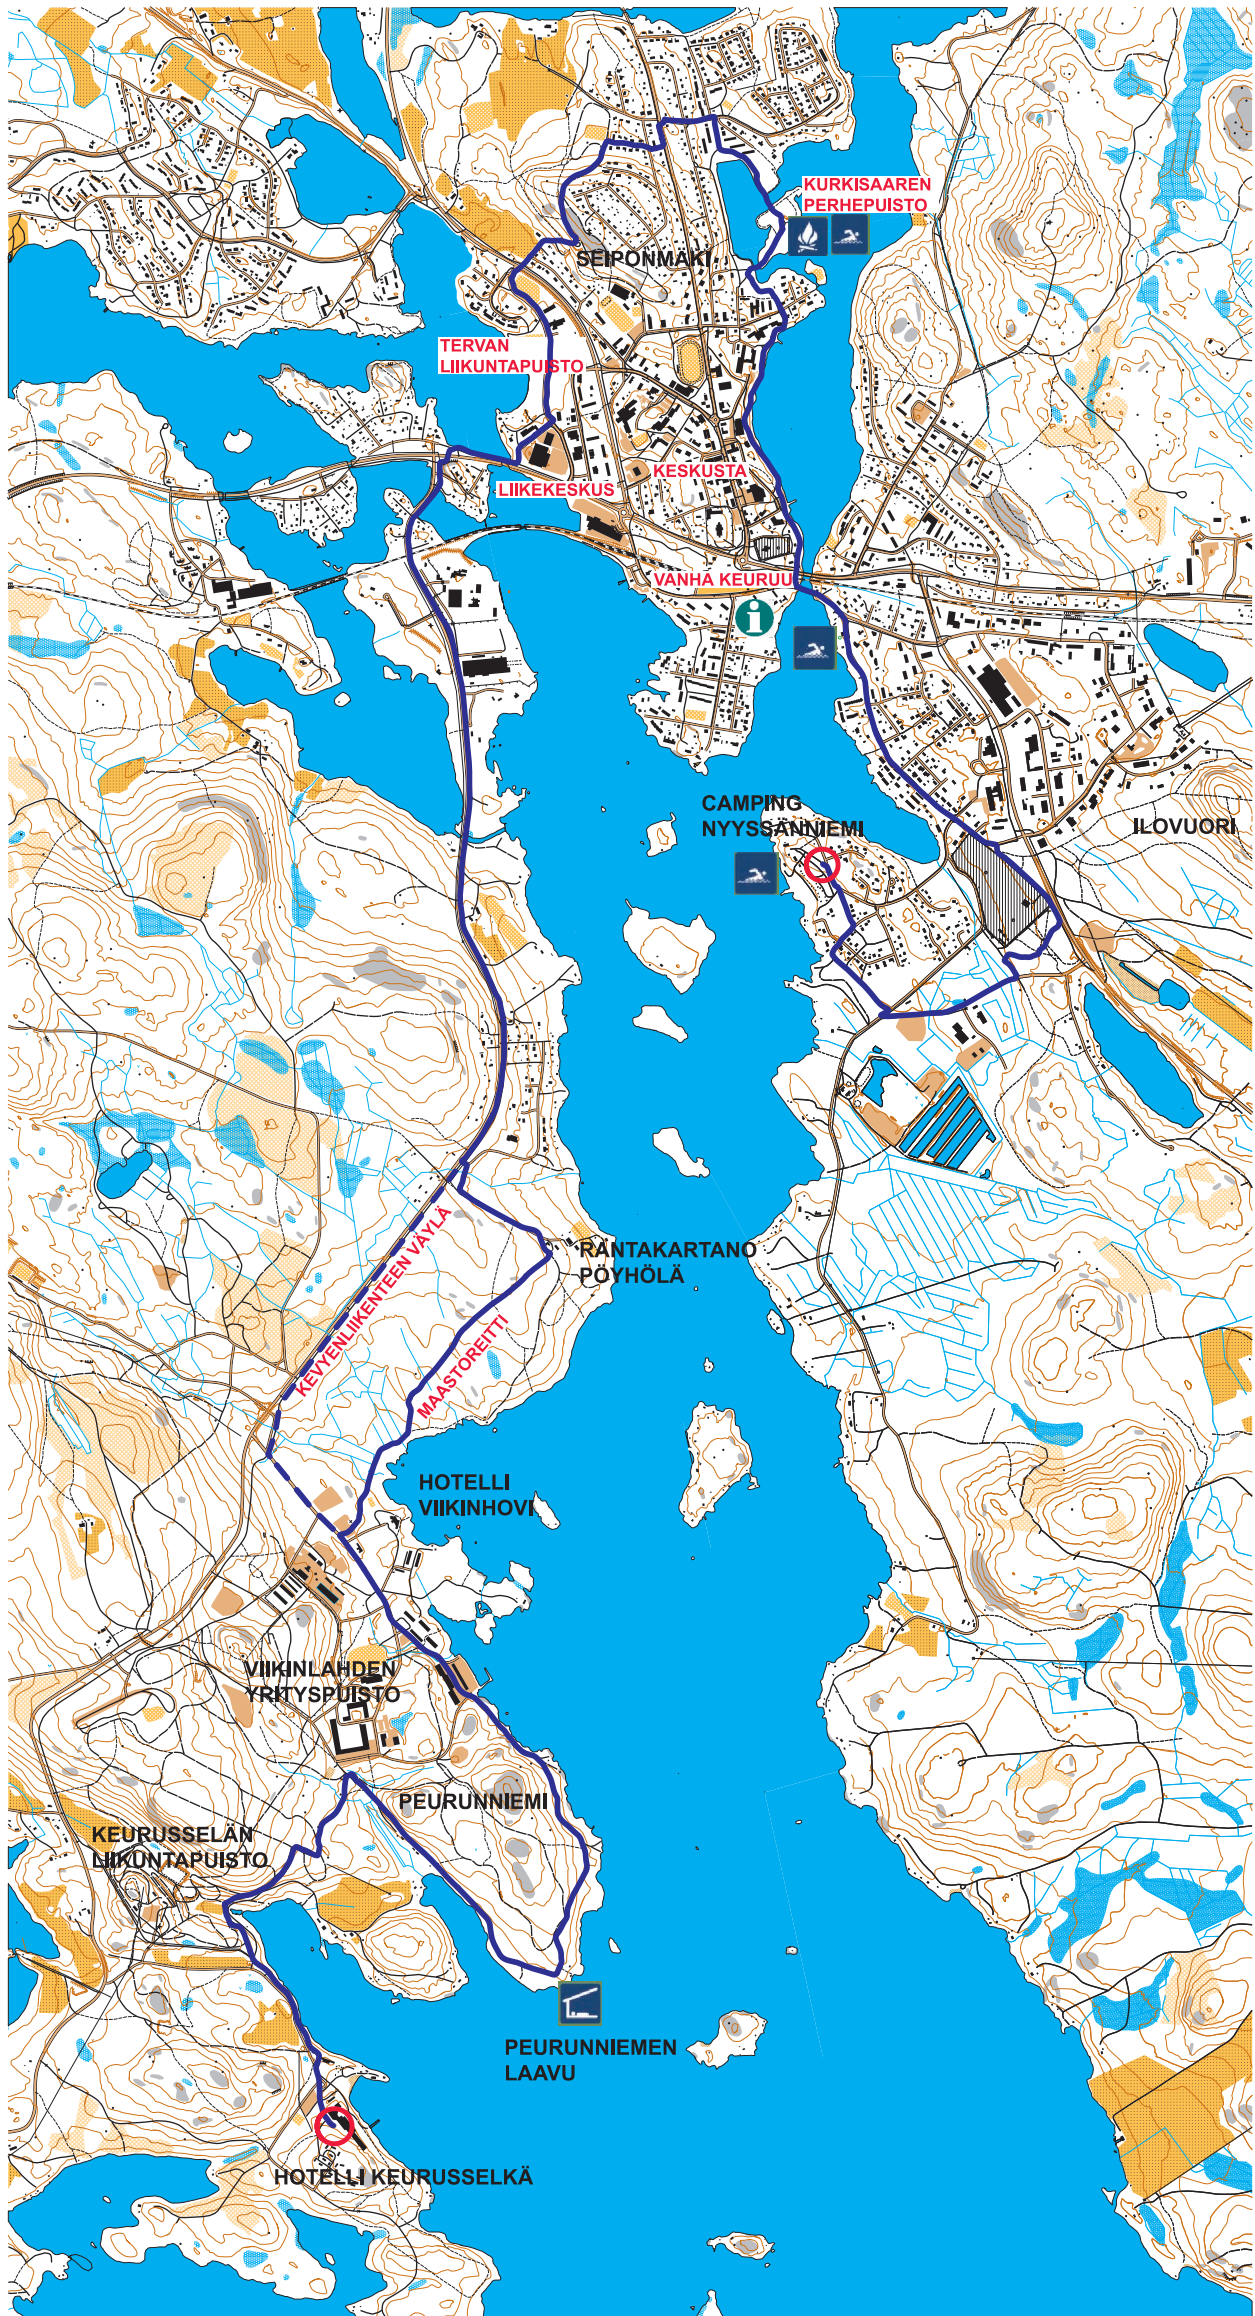 KURKISAAREN
PERHEPUISTO
SEIPONMÄKI
TERVAN
LIIKUNTAPUISTO
KESKUSTA
LIIKEKESKUS
VANHA KEURUU
i
CAMPING
NYYSSÄNNIEMI
ILOVUORI
KEVYENLIIKENTEEN VÄYLÄ
RANTAKARTANO
PÖYHÖLÄ
MAASTOREITTI
HOTELLI
VIIKINHOVI
VIIKINLAHDEN
YRITYSPUISTO
PEURUNNIEMI
KEURUSSELÄN
LIIKUNTAPUISTO
PEURUNNIEMEN
LAAVU
HOTELLI KEURUSSELKÄ